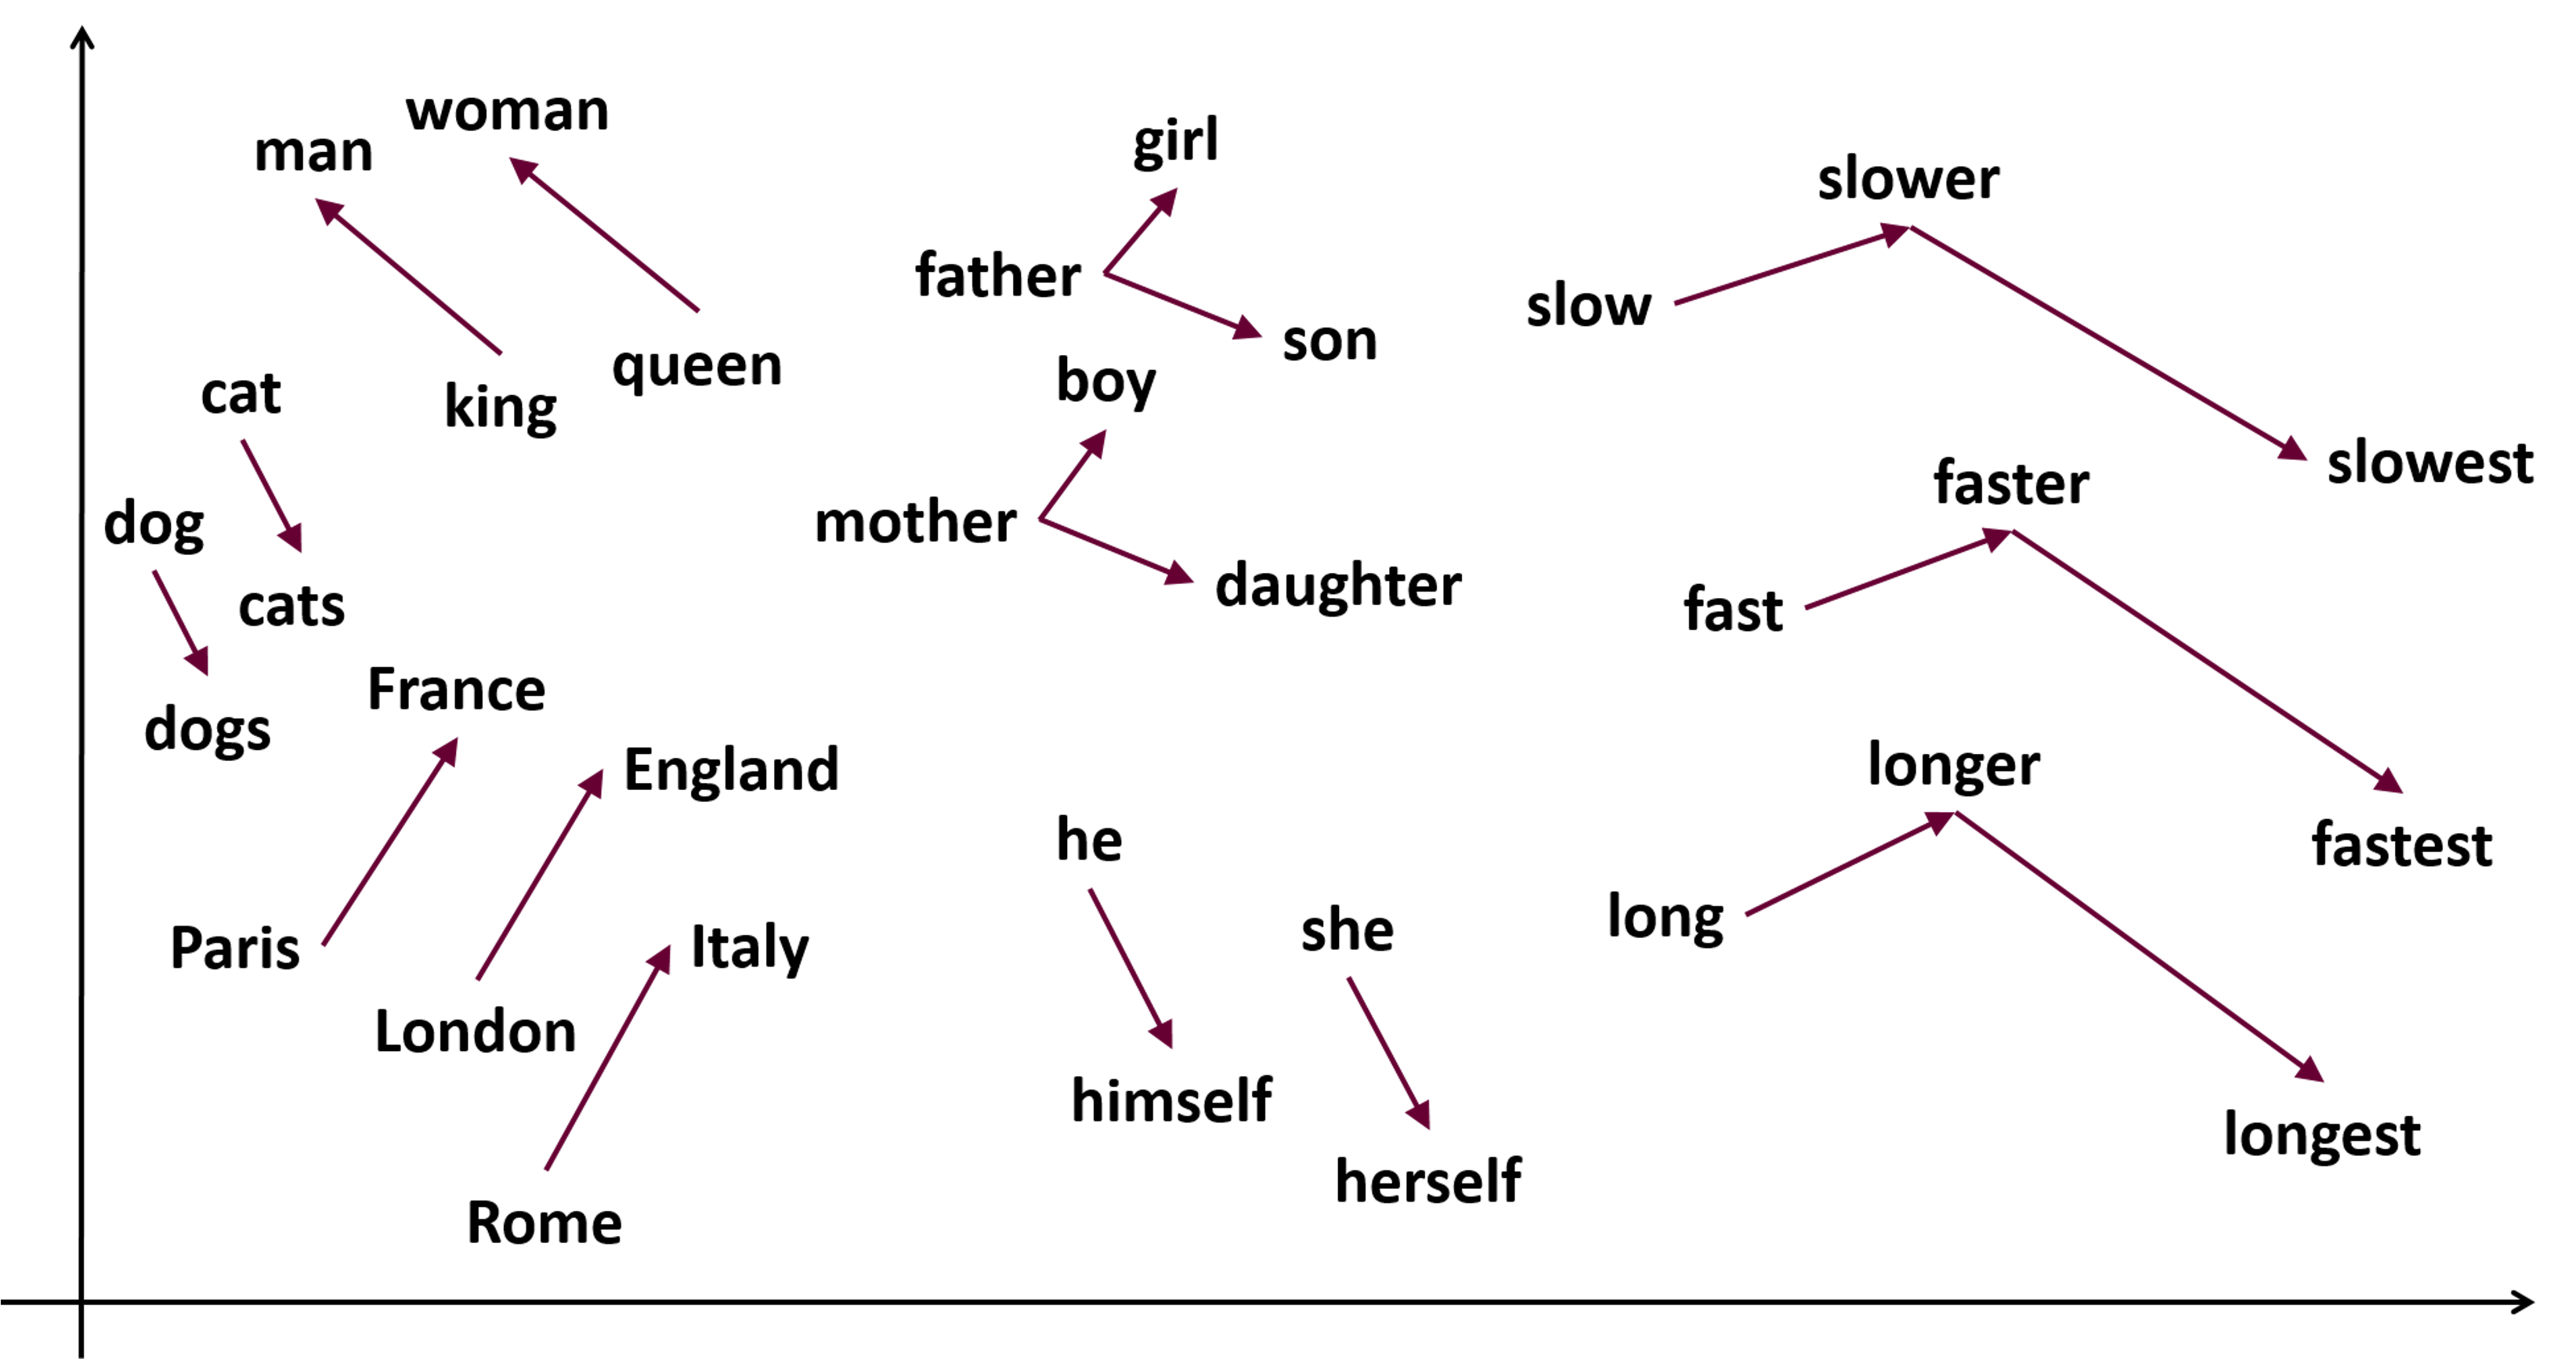 woman
man
girl
slower
father
slow
son
queen
boy
cat
king
slowest
faster
dog
mother
daughter
cats
fast
France
dogs
England
longer
he
fastest
long
she
Paris
Italy
London
himself
longest
herself
Rome